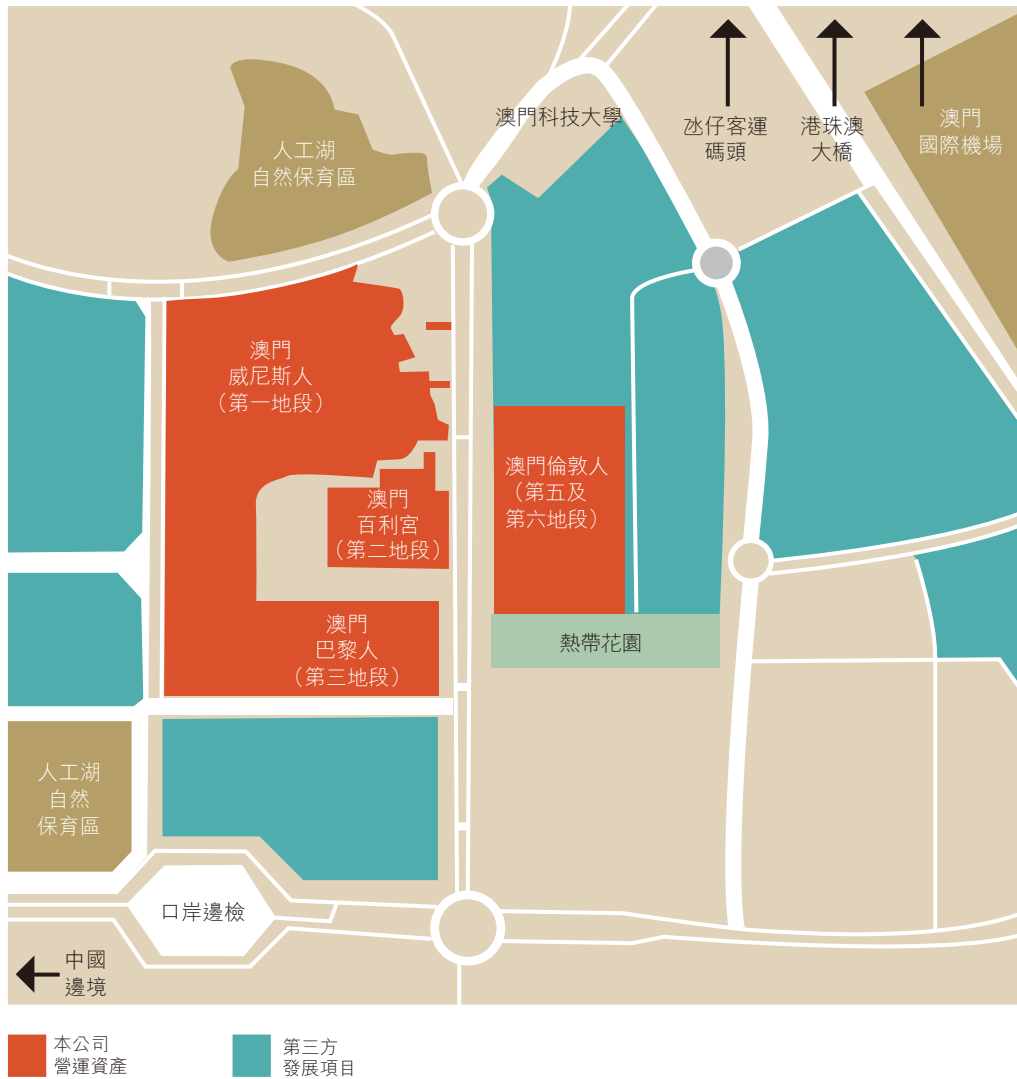 澳門科技大學
氹仔客運
碼頭
港珠澳
大橋
澳門
國際機場
人工湖
自然保育區
澳門
威尼斯人
（第一地段）
澳門倫敦人
（第五及
第六地段）
澳門
百利宮
（第二地段）
澳門
巴黎人
（第三地段）
熱帶花園
人工湖
自然
保育區
口岸邊檢
中國
邊境
本公司
營運資產
第三方
發展項目